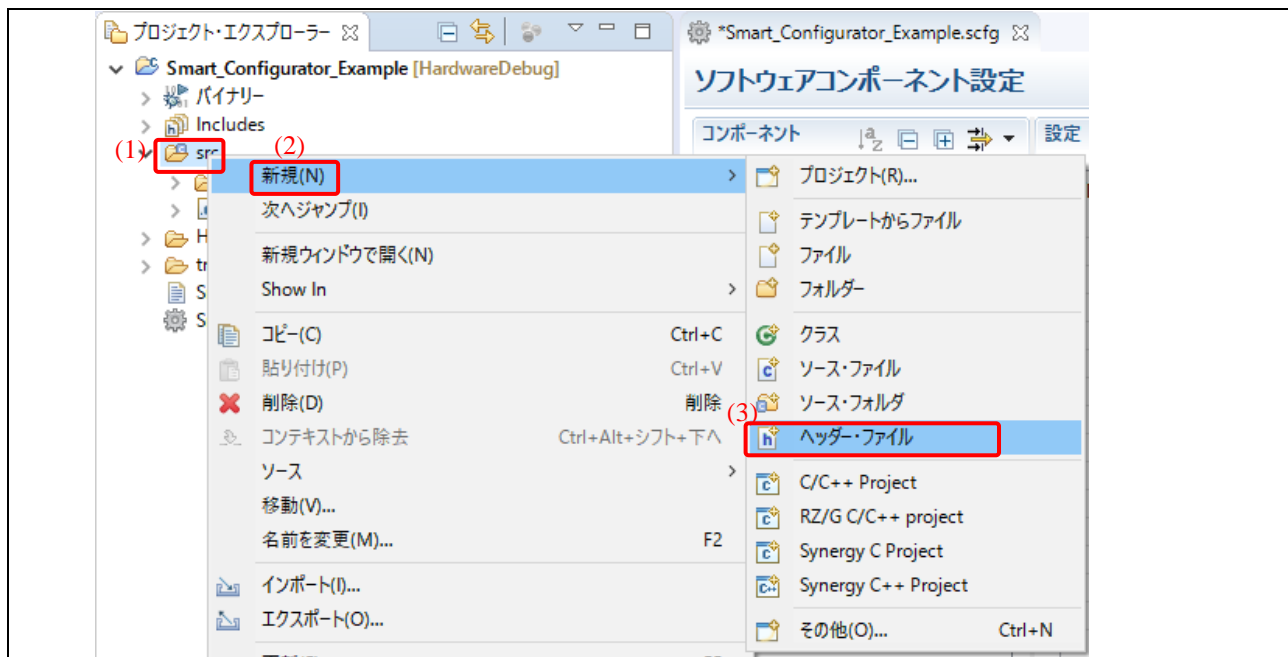 プロジェクト・エクスプローラー
*Smart_Configurator_Example.scfg
Smart_Configurator_Example [HardwareDebug]
バイナリー
Includes
(1) src
ソフトウェアコンポーネント設定
コンポーネント
設定
(2)
新規(N)
次へジャンプ(I)
新規ウィンドウで開く(N)
Show In
コピー(C) Ctrl+C
貼り付け(P) Ctrl+V
削除(D) 削除
コンテキストから除去 Ctrl+Alt+シフト+下へ
ソース
移動(V)...
名前を変更(M)... F2
インポート(I)...
エクスポート(O)...
プロジェクト(R)...
テンプレートからファイル
ファイル
フォルダー
クラス
ソース・ファイル
ソース・フォルダ
(3)
ヘッダー・ファイル
C/C++ Project
RZ/G C/C++ project
Synergy C Project
Synergy C++ Project
その他(O)... Ctrl+N